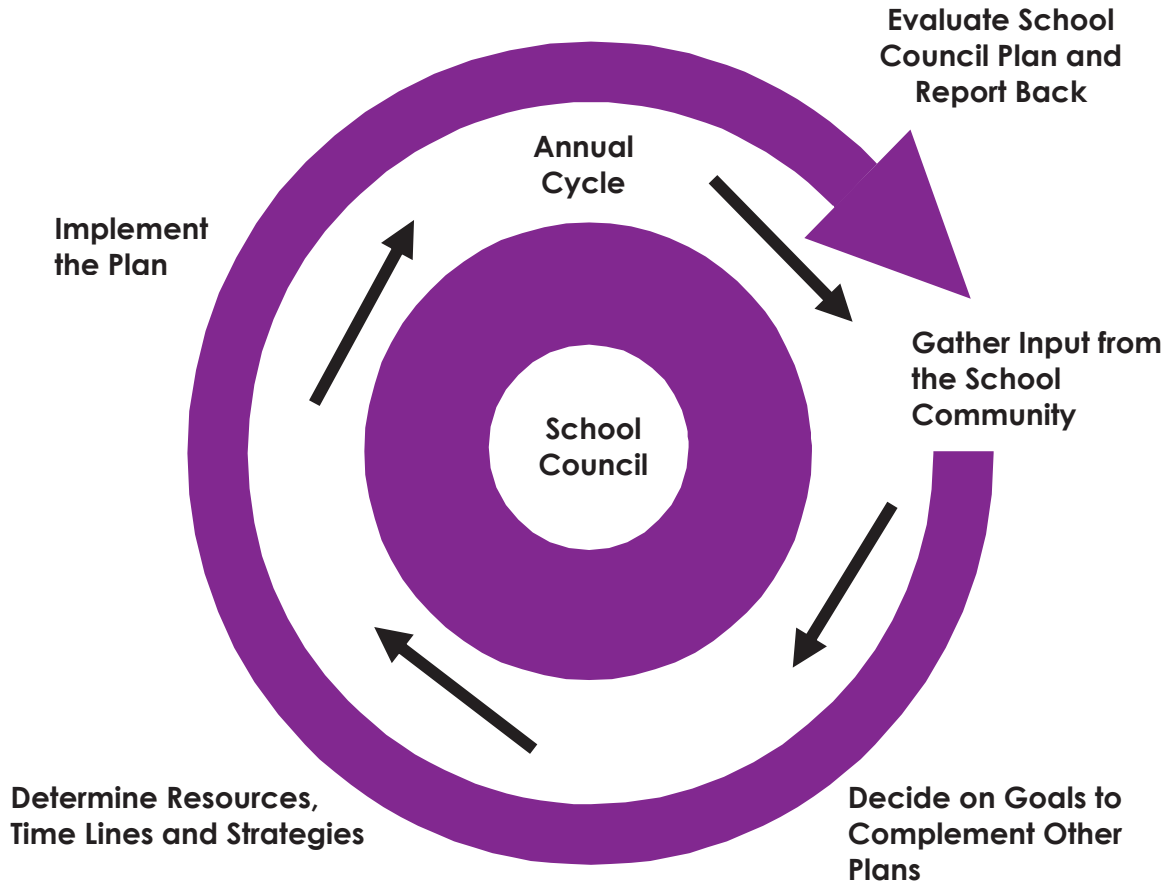 Evaluate School
Council Plan and
Report Back
Annual
Cycle
Implement
the Plan
Gather Input from
the School
Community
School
Council
Determine Resources,
Time Lines and Strategies
Decide on Goals to
Complement Other
Plans